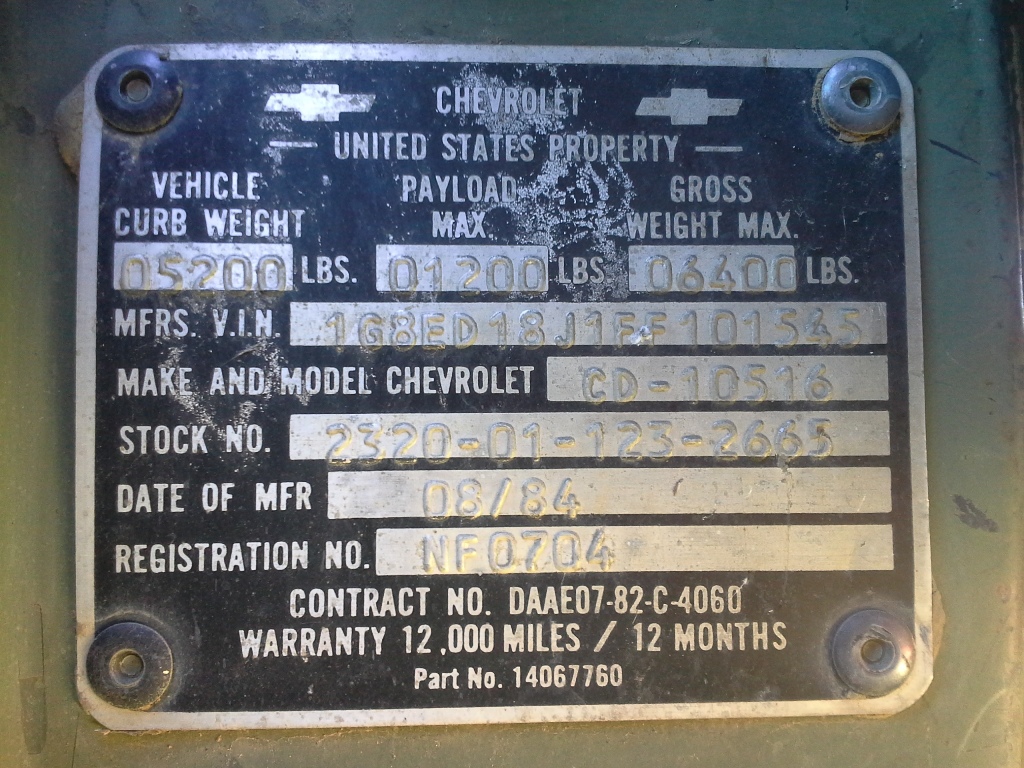 CHEVROLET
UNITED STATES PROPERTY
VEHICLE CURB WEIGHT PAYLOAD MAX. GROSS WEIGHT MAX.
05200 LBS. 01200 LBS 06400 LBS.
MFRS. V.I.N. 1G8ED18J1FF101545
MAKE AND MODEL CHEVROLET CD-10516
STOCK NO. 2320-01-123-2665
DATE OF MFR 08/84
REGISTRATION NO. NF0704
CONTRACT NO. DAAE07-82-C-4060
WARRANTY 12,000 MILES / 12 MONTHS
Part No. 14067760